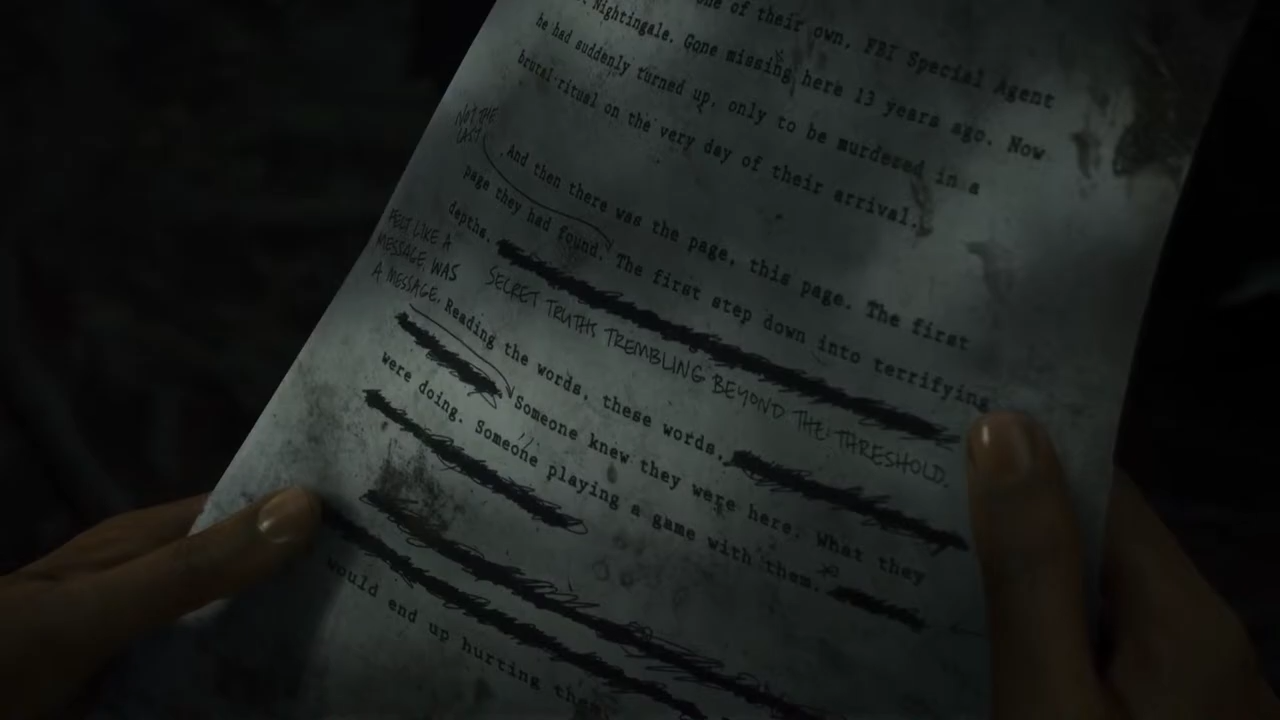 one of their own, FBI Special Agent
Nightingale. Gone missing here 13 years ago. Now
he had suddenly turned up, only to be murdered in a
brutal ritual on the very day of their arrival.
NOT THE
LAST
And then there was the page, this page. The first
page they had found. The first step down into terrifying
depths.
SECRET TRUTHS TREMBLING BEYOND THE THRESHOLD.
FELT LIKE A
MESSAGE. WAS
A MESSAGE.
Reading the words, these words,
Someone knew they were here. What they
were doing. Someone playing a game with them.
would end up hurting them